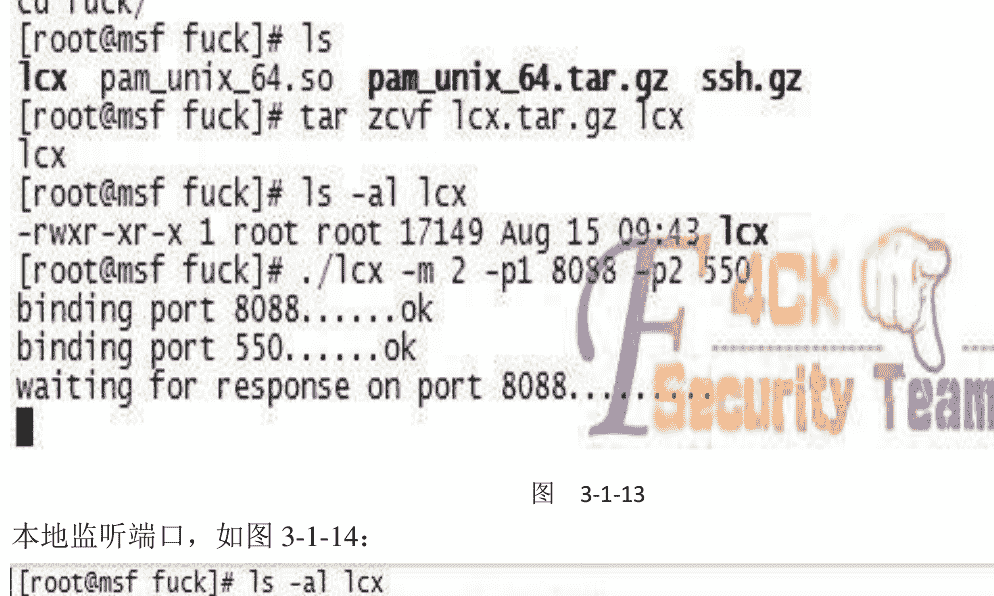 cd fuck/
[root@msf fuck]# ls
lcx pam_unix_64.so pam_unix_64.tar.gz ssh.gz
[root@msf fuck]# tar zcvf lcx.tar.gz lcx
lcx
[root@msf fuck]# ls -al lcx
-rwxr-xr-x 1 root root 17149 Aug 15 09:43 lcx
[root@msf fuck]# ./lcx -m 2 -p1 8088 -p2 550
binding port 8088......ok
binding port 550......ok
waiting for response on port 8088.........
F4CK
Security Team
图 3-1-13
本地监听端口，如图 3-1-14：
[root@msf fuck]# ls -al lcx